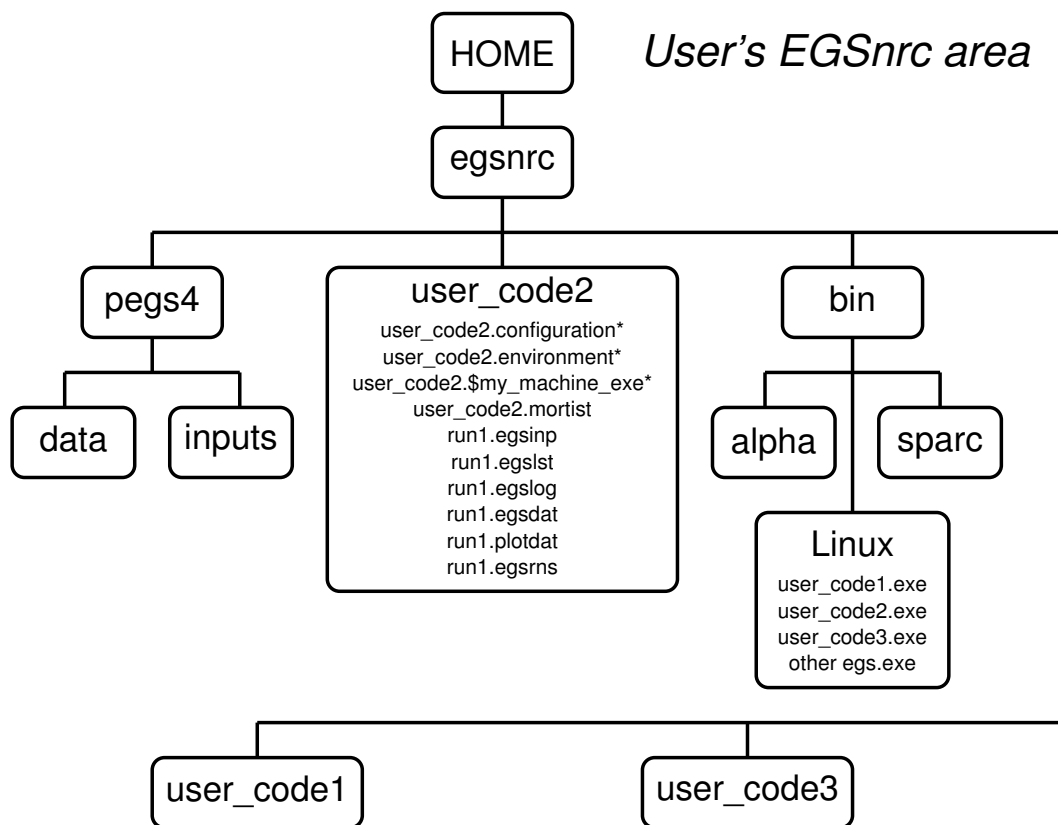 HOME
User's EGSnrc area
egsnrc
pegs4
user_code2
user_code2.configuration*
user_code2.environment*
user_code2.$my_machine_exe*
user_code2.mortist
run1.egsinp
run1.egslst
run1.egslog
run1.egsdat
run1.plotdat
run1.egsrns
bin
data
inputs
alpha
sparc
Linux
user_code1.exe
user_code2.exe
user_code3.exe
other egs.exe
user_code1
user_code3